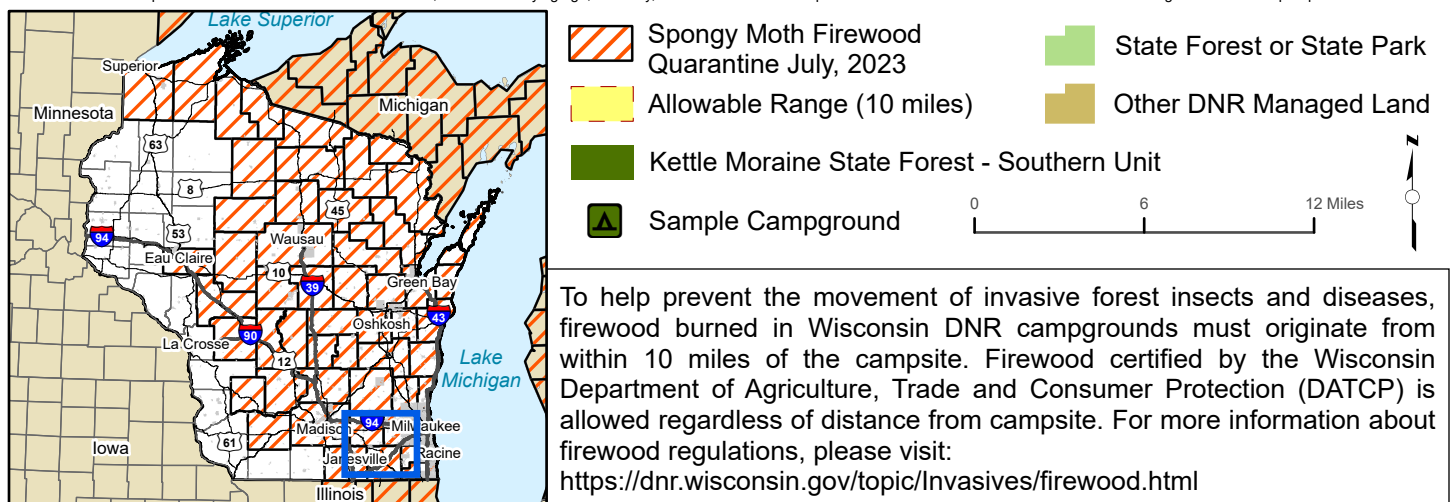 Lake Superior
Superior
Minnesota
Michigan
63
8
45
53
94
Wausau
Eau Claire
10
Green Bay
39
43
Oshkosh
90
La Crosse
12
Lake
Michigan
94
Madison
Milwaukee
61
Iowa
Janesville
Racine
Illinois
Spongy Moth Firewood
Quarantine July, 2023
Allowable Range (10 miles)
Kettle Moraine State Forest - Southern Unit
Sample Campground
State Forest or State Park
Other DNR Managed Land
N
0 6 12 Miles
To help prevent the movement of invasive forest insects and diseases,
firewood burned in Wisconsin DNR campgrounds must originate from
within 10 miles of the campsite. Firewood certified by the Wisconsin
Department of Agriculture, Trade and Consumer Protection (DATCP) is
allowed regardless of distance from campsite. For more information about
firewood regulations, please visit:
https://dnr.wisconsin.gov/topic/Invasives/firewood.html